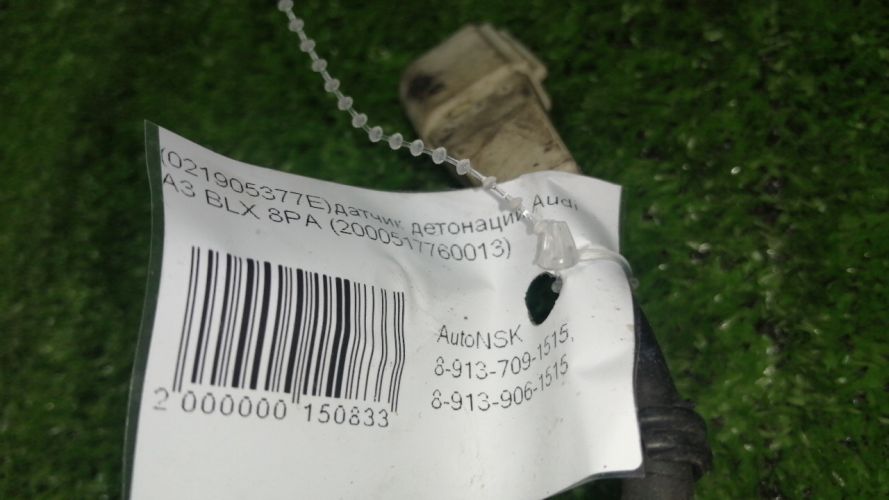 (021905377E)Датчик детонации Audi
A3 BLX 8PA (2000517760013)
AutoNSK
8-913-709-1515,
8-913-906-1515
2 000000 150833